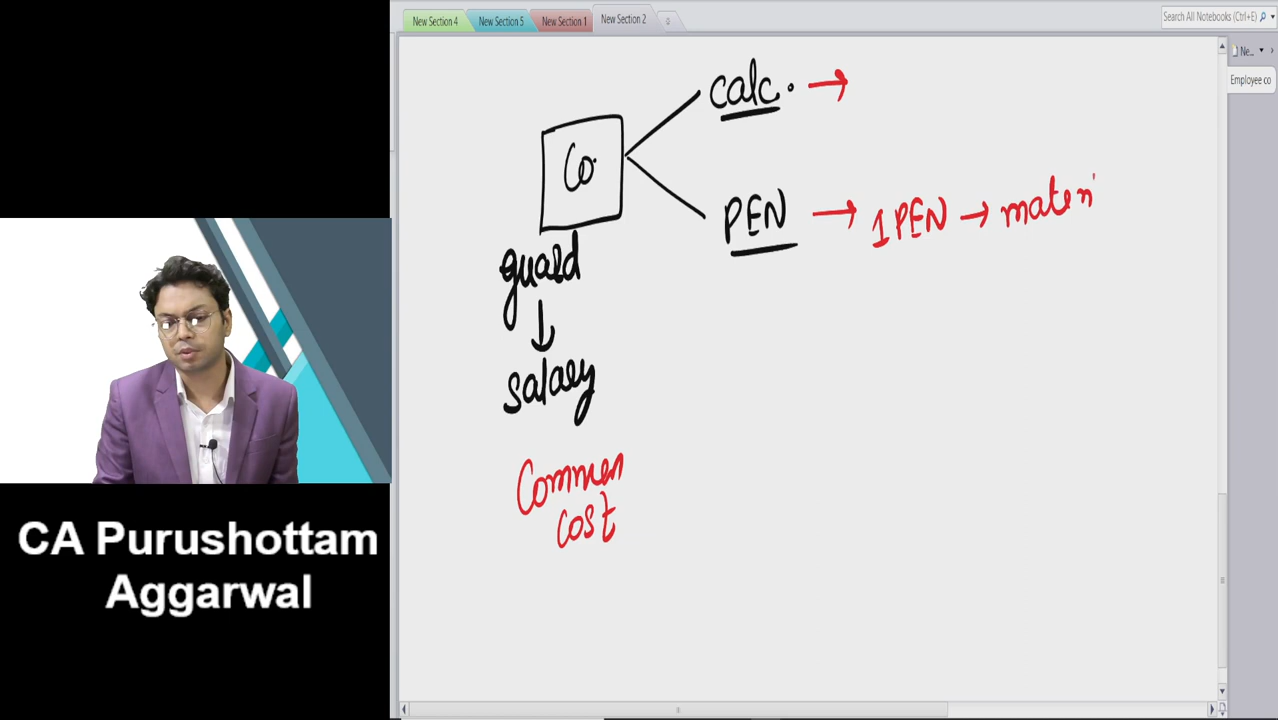 New Section 4
New Section 5
New Section 1
New Section 2
Search All Notebooks (Ctrl+E)
Ne...
Employee co
calc.
Co.
PEN → 1 PEN → materi
guard
↓
salary
Common
cost
CA Purushottam
Aggarwal